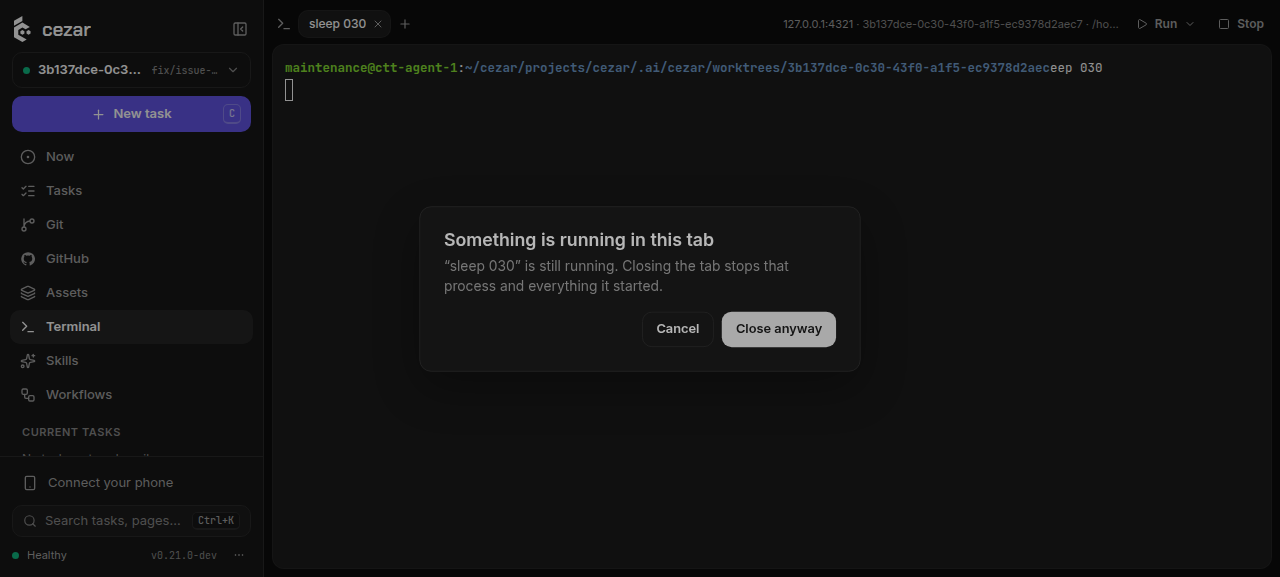 cezar
sleep 030
127.0.0.1:4321 · 3b137dce-0c30-43f0-a1f5-ec9378d2aec7 · /ho...
Run
Stop
3b137dce-0c3...
fix/issue-...
New task
C
Now
Tasks
Git
GitHub
Assets
Terminal
Skills
Workflows
CURRENT TASKS
Connect your phone
Search tasks, pages...
Ctrl+K
Healthy
v0.21.0-dev
maintenance@ctt-agent-1:~/cezar/projects/cezar/.ai/cezar/worktrees/3b137dce-0c30-43f0-a1f5-ec9378d2aeceep 030
Something is running in this tab
“sleep 030” is still running. Closing the tab stops that
process and everything it started.
Cancel
Close anyway